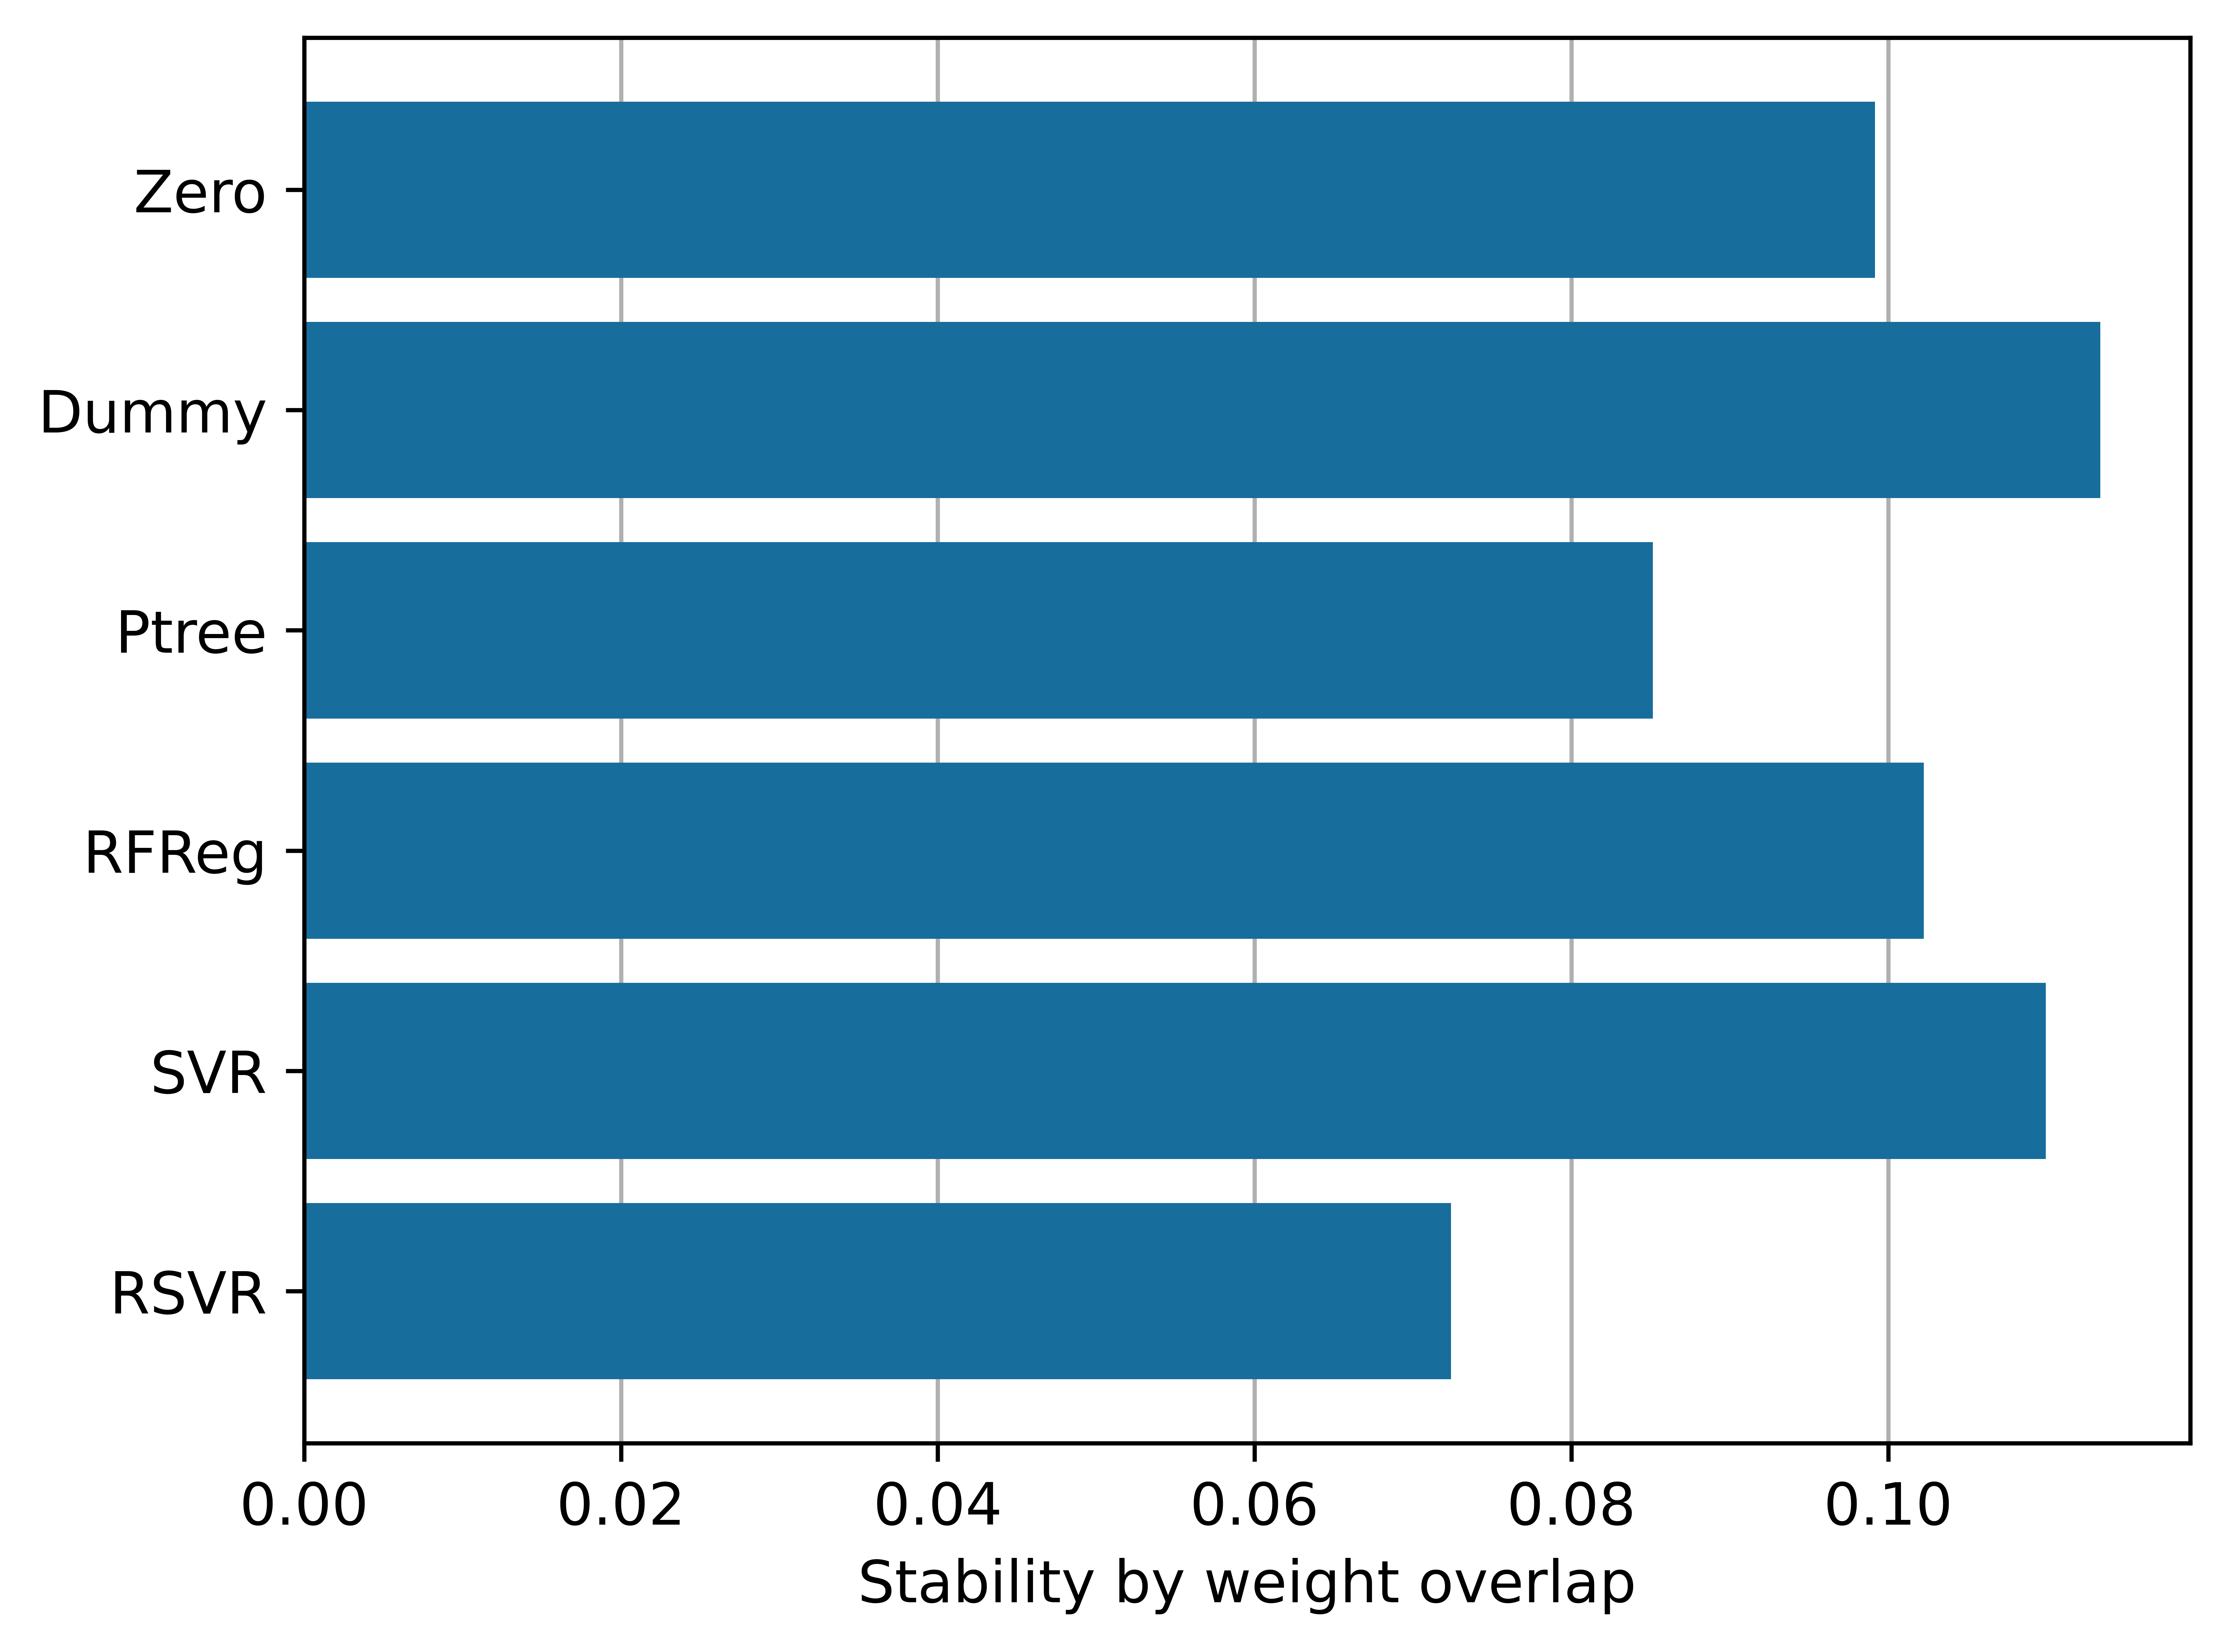 Zero
Dummy
Ptree
RFReg
SVR
RSVR
0.00 0.02 0.04 0.06 0.08 0.10
Stability by weight overlap